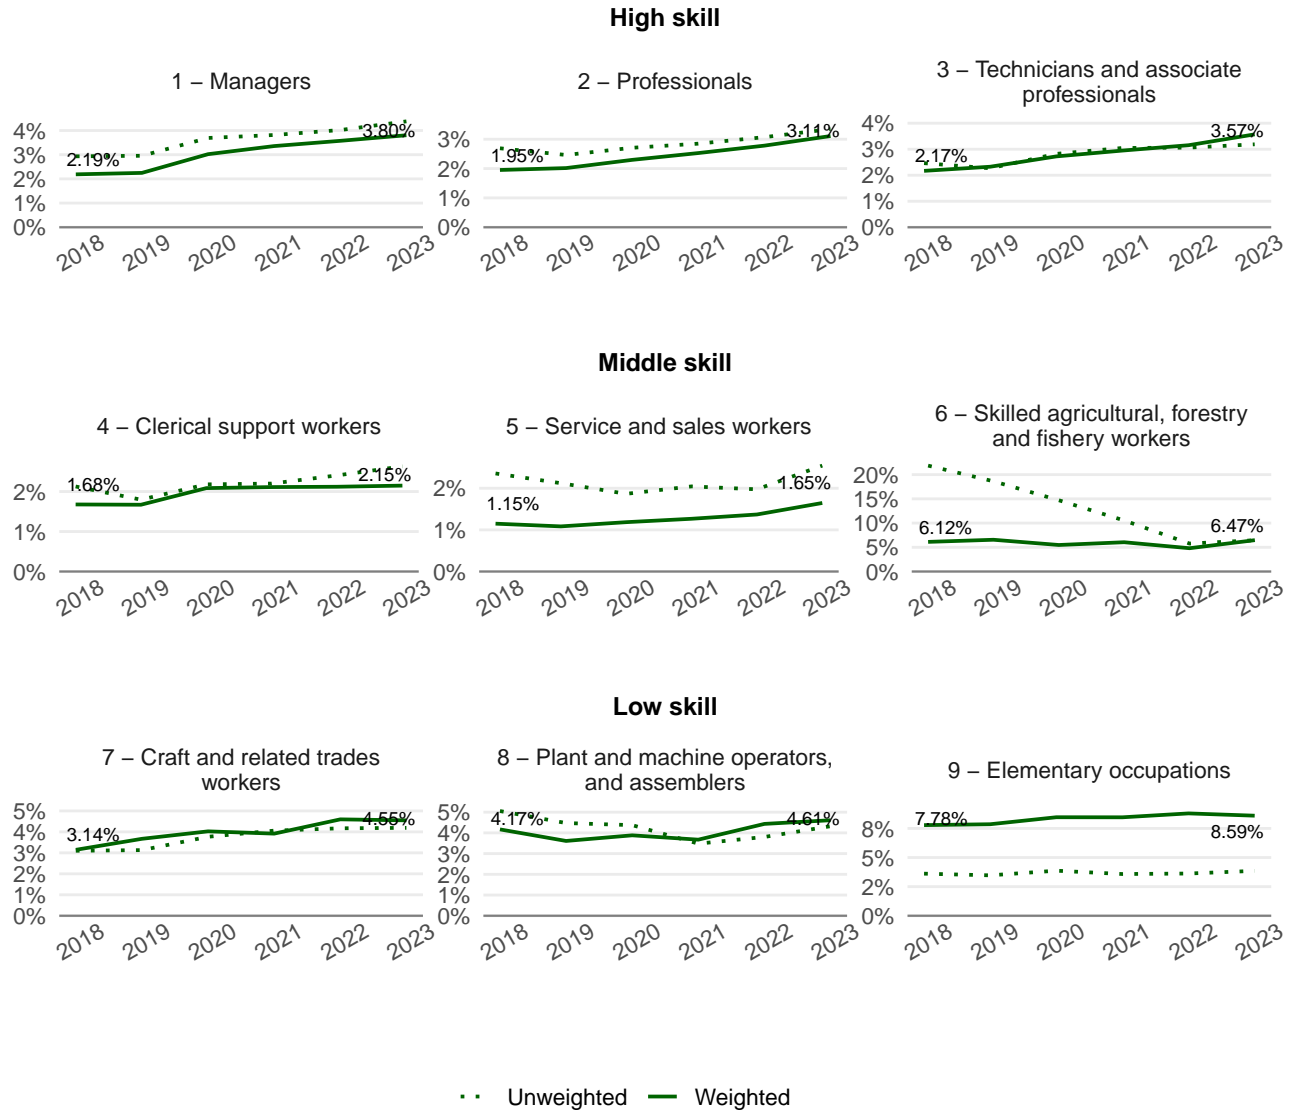 High skill
1 – Managers
4%
3%
2%
1%
0%
2.19%
3.80%
2018 2019 2020 2021 2022 2023
2 – Professionals
3%
2%
1%
0%
1.95%
3.11%
2018 2019 2020 2021 2022 2023
3 – Technicians and associate
professionals
4%
3%
2%
1%
0%
2.17%
3.57%
2018 2019 2020 2021 2022 2023
Middle skill
4 – Clerical support workers
2%
1%
0%
1.68%
2.15%
2018 2019 2020 2021 2022 2023
5 – Service and sales workers
2%
1%
0%
1.15%
1.65%
2018 2019 2020 2021 2022 2023
6 – Skilled agricultural, forestry
and fishery workers
20%
15%
10%
5%
0%
6.12%
6.47%
2018 2019 2020 2021 2022 2023
Low skill
7 – Craft and related trades
workers
5%
4%
3%
2%
1%
0%
3.14%
4.55%
2018 2019 2020 2021 2022 2023
8 – Plant and machine operators,
and assemblers
5%
4%
3%
2%
1%
0%
4.17%
4.61%
2018 2019 2020 2021 2022 2023
9 – Elementary occupations
8%
5%
2%
0%
7.78%
8.59%
2018 2019 2020 2021 2022 2023
Unweighted Weighted